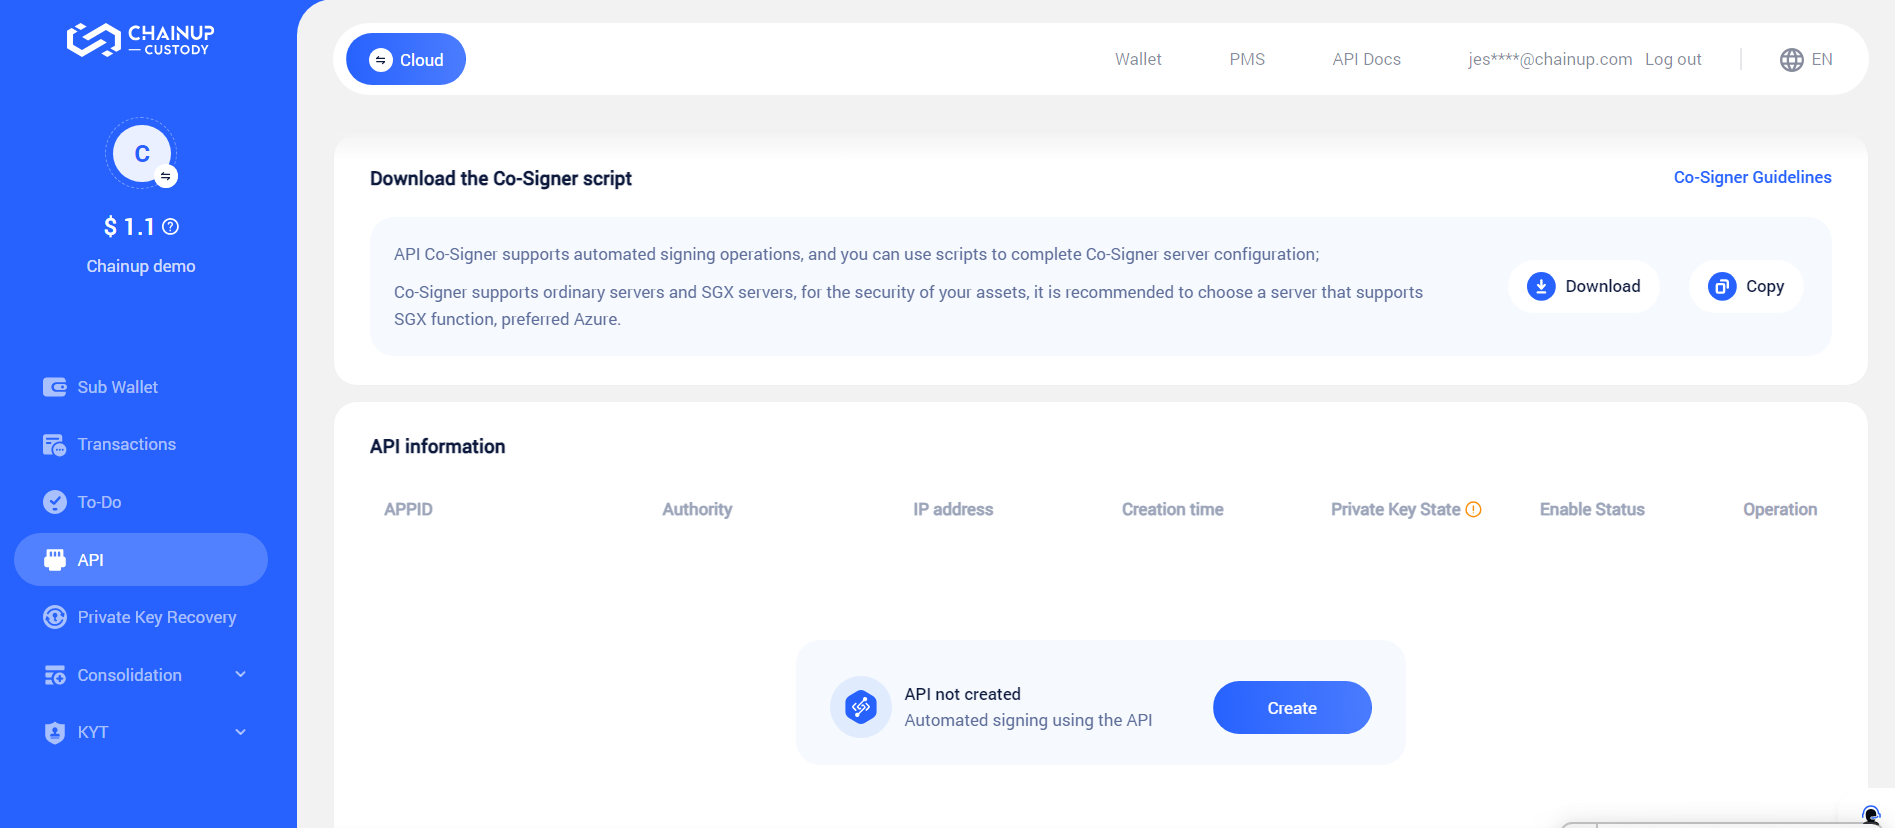 CHAINUP
CUSTODY
C
$ 1.1
Chainup demo
Sub Wallet
Transactions
To-Do
API
Private Key Recovery
Consolidation
KYT
Cloud
Wallet
PMS
API Docs
jes****@chainup.com
Log out
EN
Download the Co-Signer script
Co-Signer Guidelines
API Co-Signer supports automated signing operations, and you can use scripts to complete Co-Signer server configuration;
Co-Signer supports ordinary servers and SGX servers, for the security of your assets, it is recommended to choose a server that supports
SGX function, preferred Azure.
Download
Copy
API information
APPID
Authority
IP address
Creation time
Private Key State
Enable Status
Operation
API not created
Automated signing using the API
Create